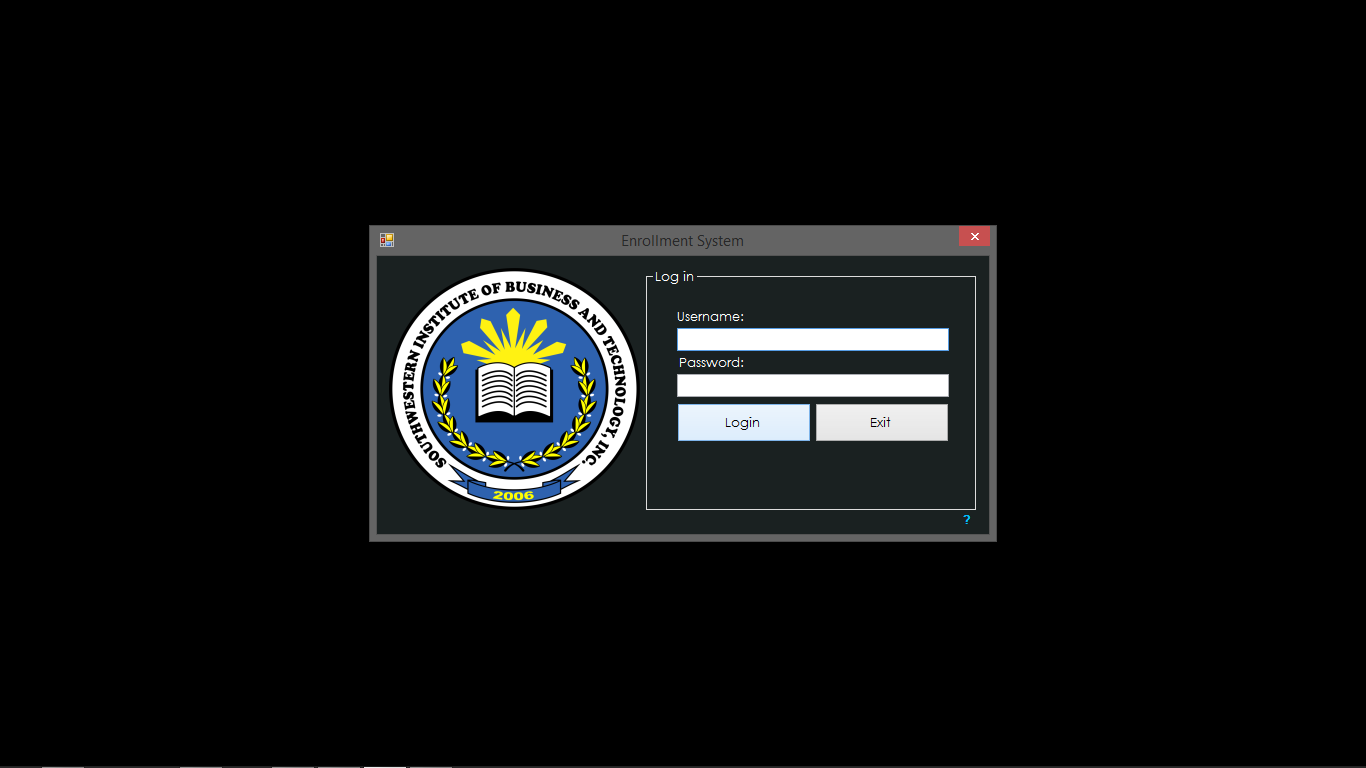 Enrollment System
SOUTHWESTERN INSTITUTE OF BUSINESS AND TECHNOLOGY, INC.
2006
Log in
Username:
Password:
Login
Exit
?